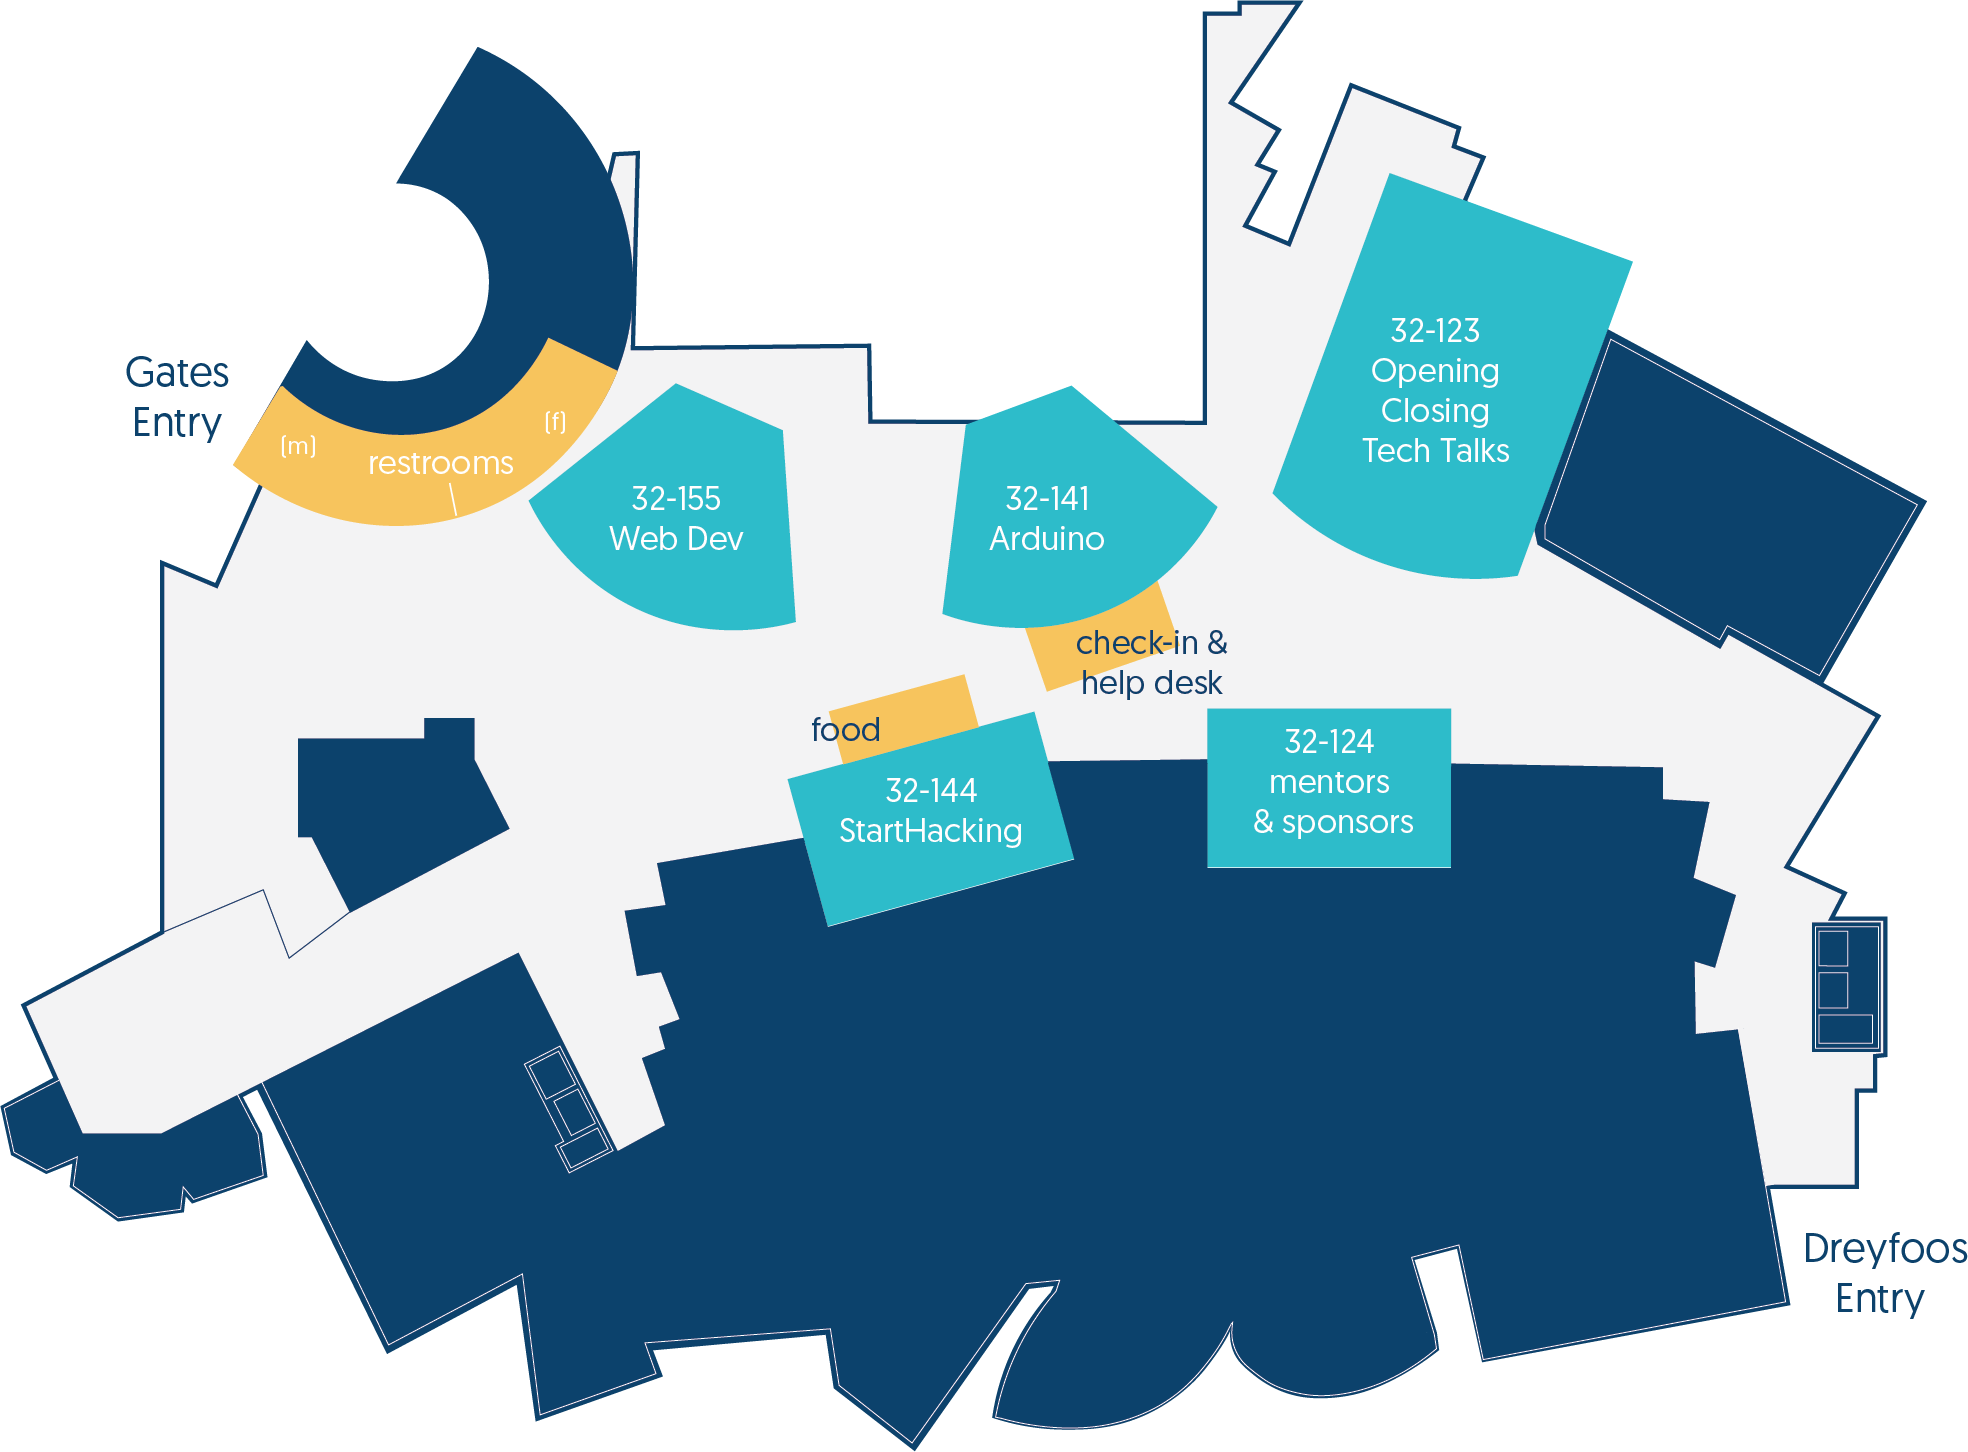 Gates
Entry
(m)
restrooms
(f)
32-155
Web Dev
32-141
Arduino
32-123
Opening
Closing
Tech Talks
check-in &
help desk
food
32-144
StartHacking
32-124
mentors
& sponsors
Dreyfoos
Entry